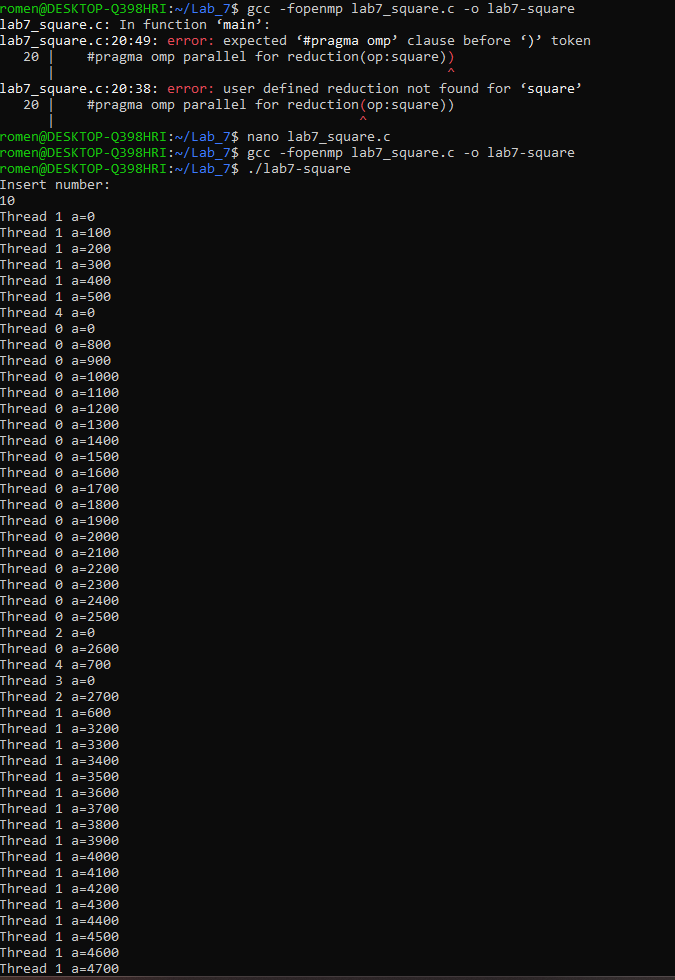 romen@DESKTOP-Q398HRI:~/Lab_7$ gcc -fopenmp lab7_square.c -o lab7-square
lab7_square.c: In function ‘main’:
lab7_square.c:20:49: error: expected ‘#pragma omp’ clause before ‘)’ token
   20 |    #pragma omp parallel for reduction(op:square))
      |                                                 ^
lab7_square.c:20:38: error: user defined reduction not found for ‘square’
   20 |    #pragma omp parallel for reduction(op:square))
      |                                      ^
romen@DESKTOP-Q398HRI:~/Lab_7$ nano lab7_square.c
romen@DESKTOP-Q398HRI:~/Lab_7$ gcc -fopenmp lab7_square.c -o lab7-square
romen@DESKTOP-Q398HRI:~/Lab_7$ ./lab7-square
Insert number:
10
Thread 1 a=0
Thread 1 a=100
Thread 1 a=200
Thread 1 a=300
Thread 1 a=400
Thread 1 a=500
Thread 4 a=0
Thread 0 a=0
Thread 0 a=800
Thread 0 a=900
Thread 0 a=1000
Thread 0 a=1100
Thread 0 a=1200
Thread 0 a=1300
Thread 0 a=1400
Thread 0 a=1500
Thread 0 a=1600
Thread 0 a=1700
Thread 0 a=1800
Thread 0 a=1900
Thread 0 a=2000
Thread 0 a=2100
Thread 0 a=2200
Thread 0 a=2300
Thread 0 a=2400
Thread 0 a=2500
Thread 2 a=0
Thread 0 a=2600
Thread 4 a=700
Thread 3 a=0
Thread 2 a=2700
Thread 1 a=600
Thread 1 a=3200
Thread 1 a=3300
Thread 1 a=3400
Thread 1 a=3500
Thread 1 a=3600
Thread 1 a=3700
Thread 1 a=3800
Thread 1 a=3900
Thread 1 a=4000
Thread 1 a=4100
Thread 1 a=4200
Thread 1 a=4300
Thread 1 a=4400
Thread 1 a=4500
Thread 1 a=4600
Thread 1 a=4700